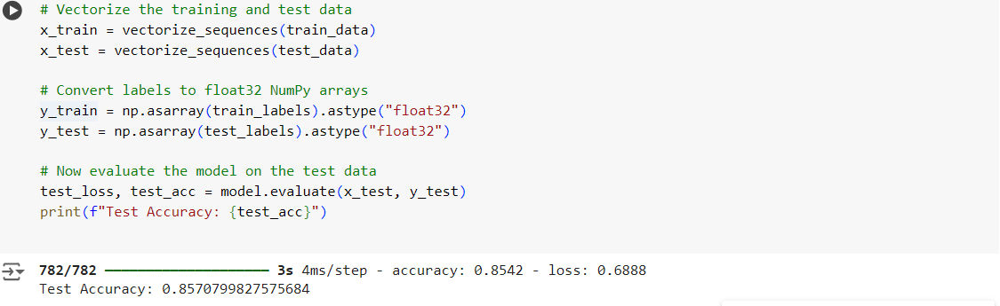 # Vectorize the training and test data
x_train = vectorize_sequences(train_data)
x_test = vectorize_sequences(test_data)
# Convert labels to float32 NumPy arrays
y_train = np.asarray(train_labels).astype("float32")
y_test = np.asarray(test_labels).astype("float32")
# Now evaluate the model on the test data
test_loss, test_acc = model.evaluate(x_test, y_test)
print(f"Test Accuracy: {test_acc}")
782/782 ━━━━━━━━━━━━━━━━━━━━ 3s 4ms/step - accuracy: 0.8542 - loss: 0.6888
Test Accuracy: 0.8570799827575684